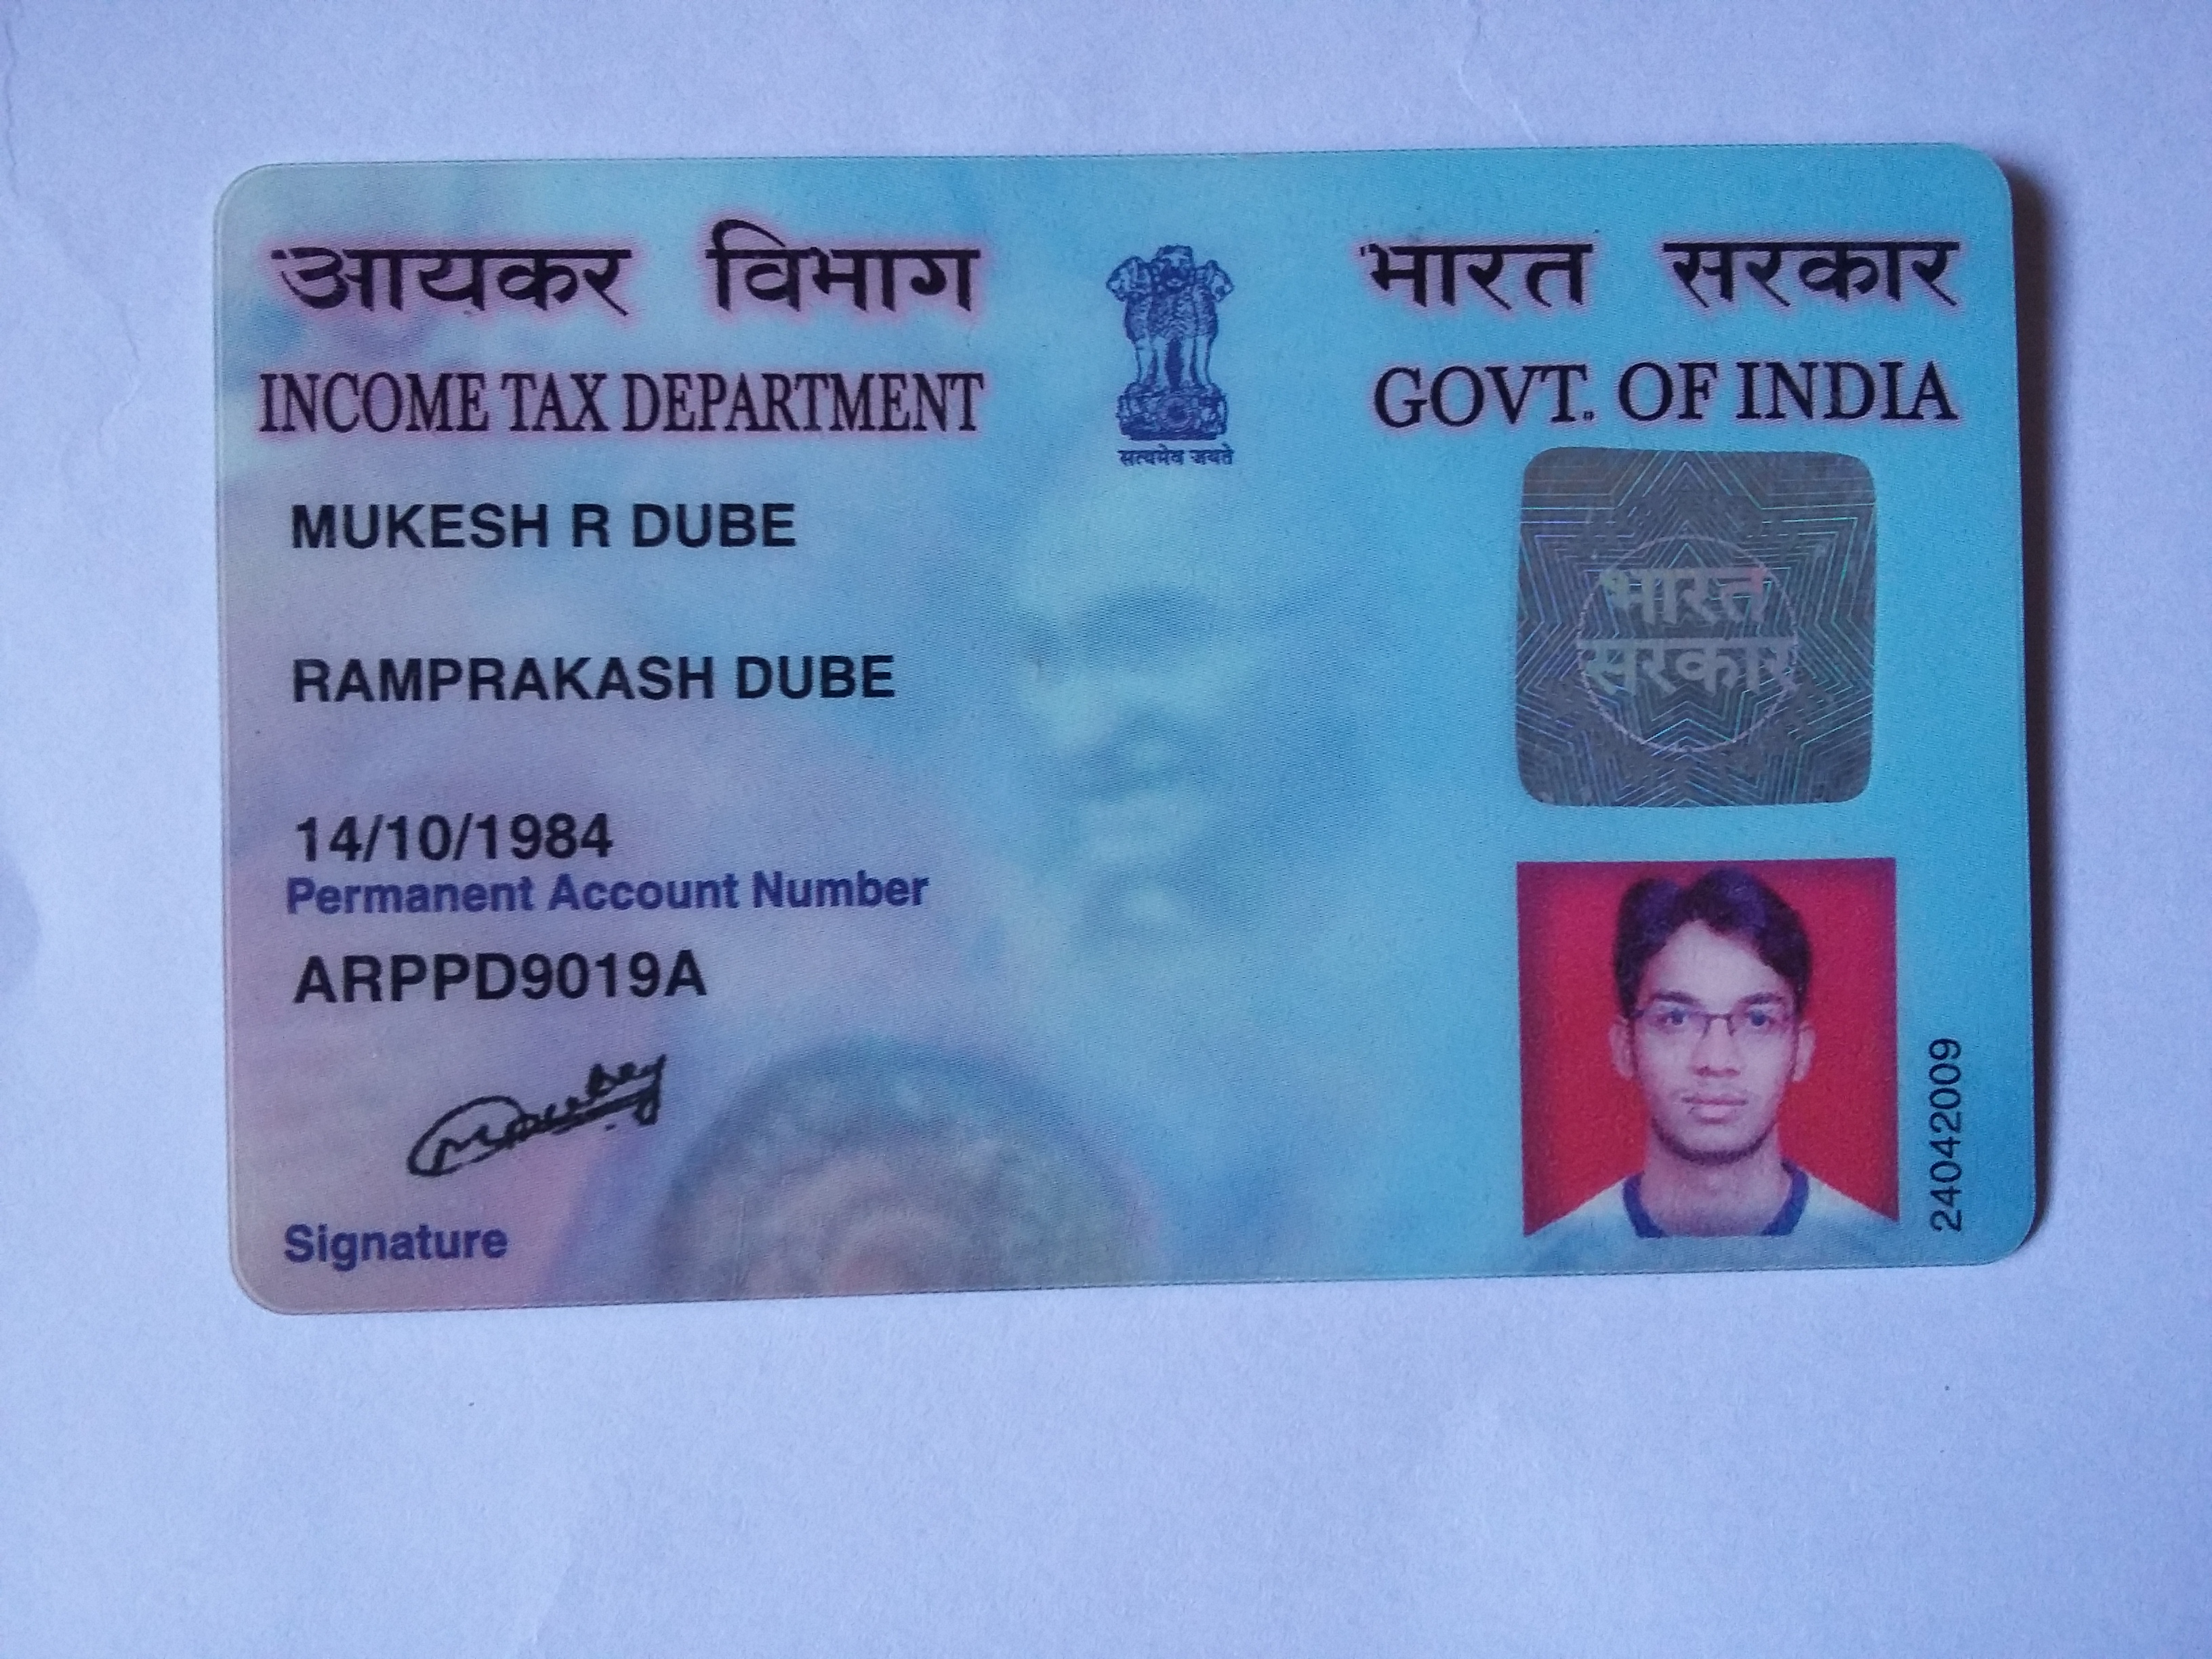 आयकर विभाग
INCOME TAX DEPARTMENT
सत्यमेव जयते
भारत सरकार
GOVT. OF INDIA
MUKESH R DUBE
RAMPRAKASH DUBE
14/10/1984
Permanent Account Number
ARPPD9019A
Signature
भारत
सरकार
24042009